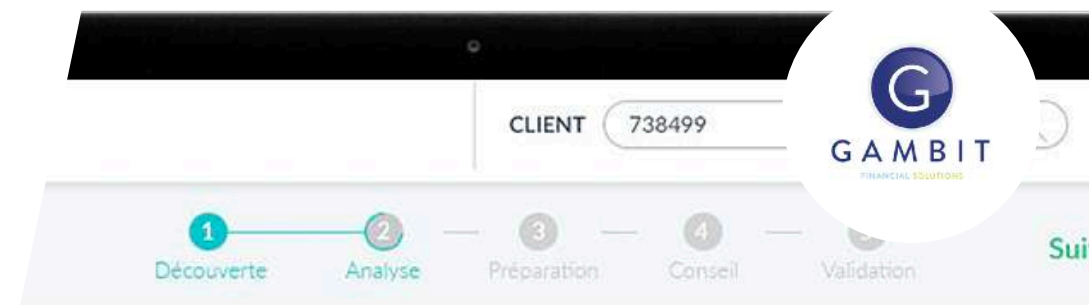 CLIENT 738499
G
GAMBIT
FINANCIAL SOLUTIONS
1 2 3 4
Découverte Analyse Préparation Conseil Validation
Sui